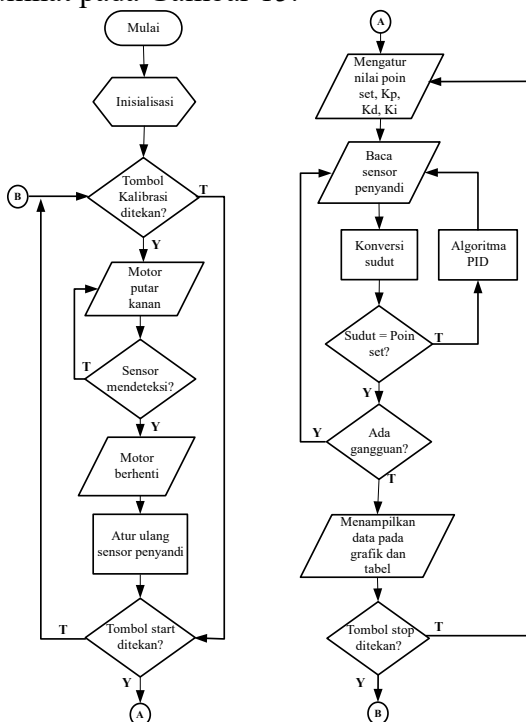 Mulai
Inisialisasi
B
Tombol
Kalibrasi
ditekan?
T
Y
Motor
putar
kanan
T
Sensor
mendeteksi?
Y
Motor
berhenti
Atur ulang
sensor penyandi
T
Tombol start
ditekan?
Y
A
A
Mengatur
nilai poin
set, Kp,
Kd, Ki
Baca
sensor
penyandi
Konversi
sudut
Algoritma
PID
Sudut = Poin
set?
T
Y
Y
Ada
gangguan?
T
Menampilkan
data pada
grafik dan
tabel
Tombol stop
ditekan?
T
Y
B